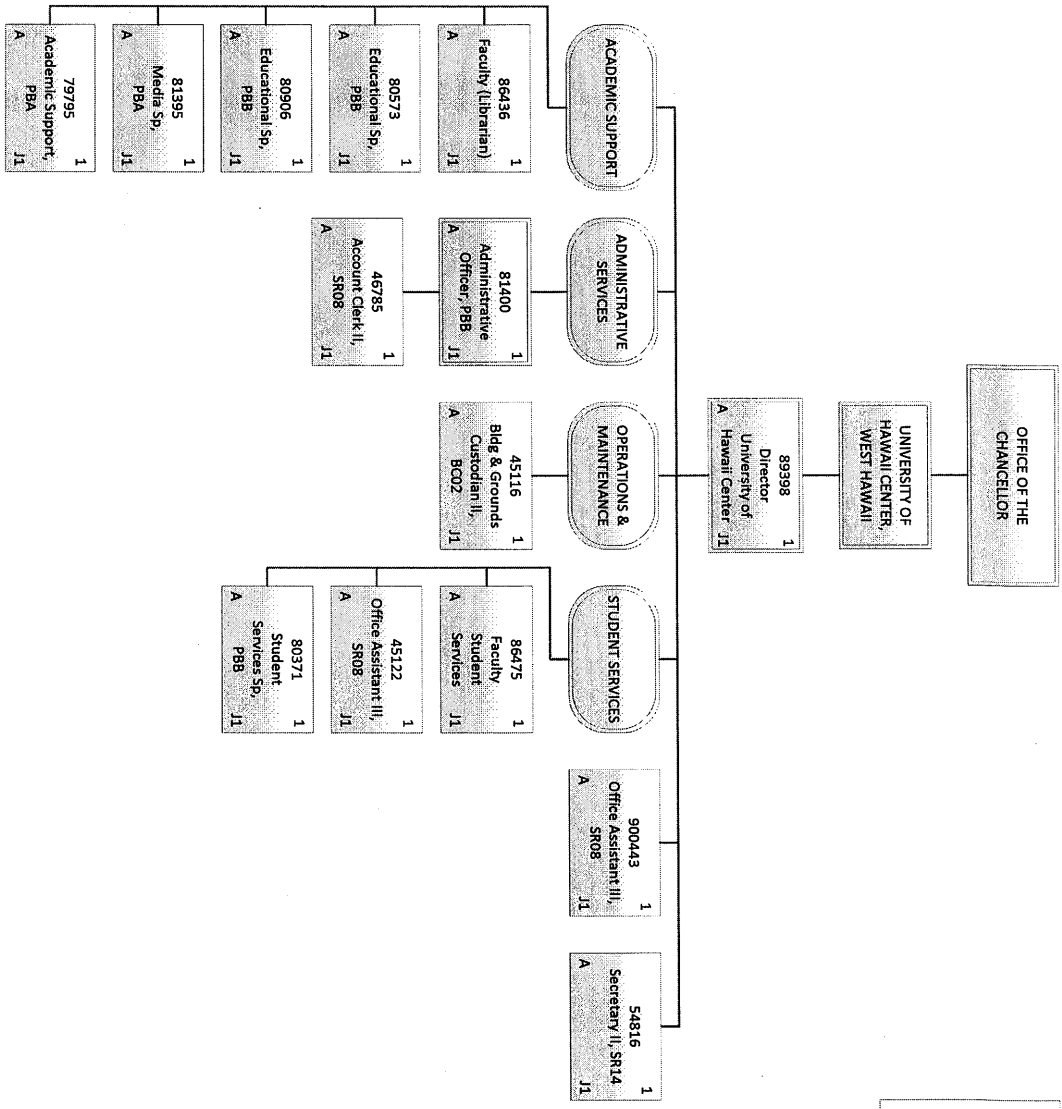 OFFICE OF THE
CHANCELLOR
UNIVERSITY OF
HAWAII CENTER,
WEST HAWAII
89398 1
Director
University of
A Hawaii Center J1
ACADEMIC SUPPORT
86436 1
Faculty (Librarian)
A J1
80573 1
Educational Sp,
PBB
A J1
80906 1
Educational Sp,
PBB
A J1
81395 1
Media Sp,
PBA
A J1
79795 1
Academic Support,
PBA
A J1
ADMINISTRATIVE
SERVICES
81400 1
Administrative
Officer, PBB
A J1
46785 1
Account Clerk II,
SR08
A J1
OPERATIONS &
MAINTENANCE
45116 1
Bldg & Grounds
Custodian II,
BC02
A J1
STUDENT SERVICES
86475 1
Faculty
Student
Services
A J1
45122 1
Office Assistant III,
SR08
A J1
80371 1
Student
Services Sp,
PBB
A J1
900443 1
Office Assistant III,
SR08
A J1
54816 1
Secretary II, SR14
A J1